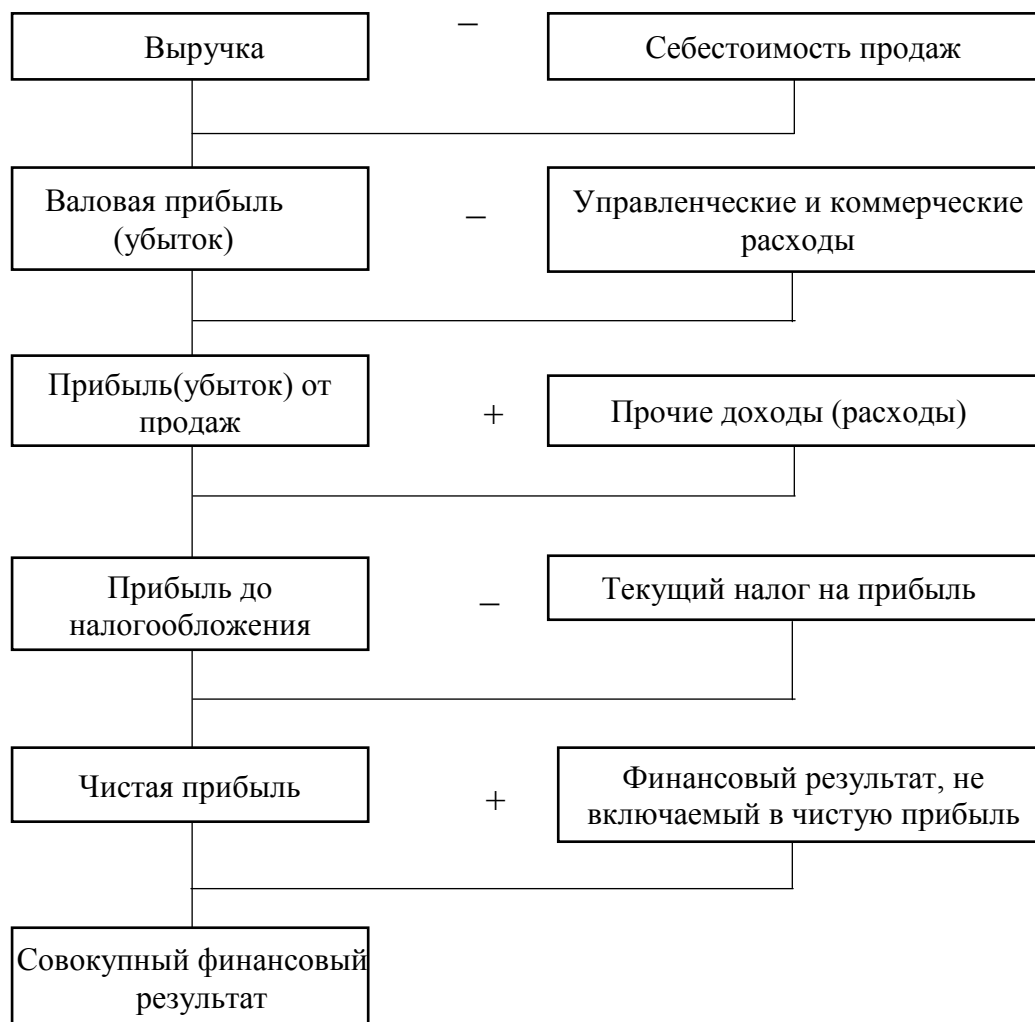 Выручка
−
Себестоимость продаж
Валовая прибыль
(убыток)
−
Управленческие и коммерческие
расходы
Прибыль(убыток) от
продаж
+
Прочие доходы (расходы)
Прибыль до
налогообложения
−
Текущий налог на прибыль
Чистая прибыль
+
Финансовый результат, не
включаемый в чистую прибыль
Совокупный финансовый
результат